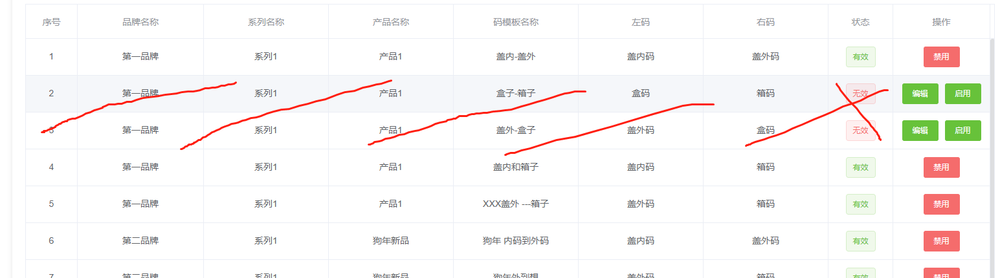 序号 品牌名称 系列名称 产品名称 码模板名称 左码 右码 状态 操作
1 第一品牌 系列1 产品1 盖内-盖外 盖内码 盖外码 有效 禁用
2 第一品牌 系列1 产品1 盒子-箱子 盒码 箱码 无效 编辑 启用
3 第一品牌 系列1 产品1 盖外-盒子 盖外码 盒码 无效 编辑 启用
4 第一品牌 系列1 产品1 盖内和箱子 盖内码 箱码 有效 禁用
5 第一品牌 系列1 产品1 XXX盖外 ---箱子 盖外码 箱码 有效 禁用
6 第二品牌 系列1 狗年新品 狗年 内码到外码 盖内码 盖外码 有效 禁用
7 第二品牌 系列1 狗年新品 狗年外到想 盖外码 箱码 有效 禁用